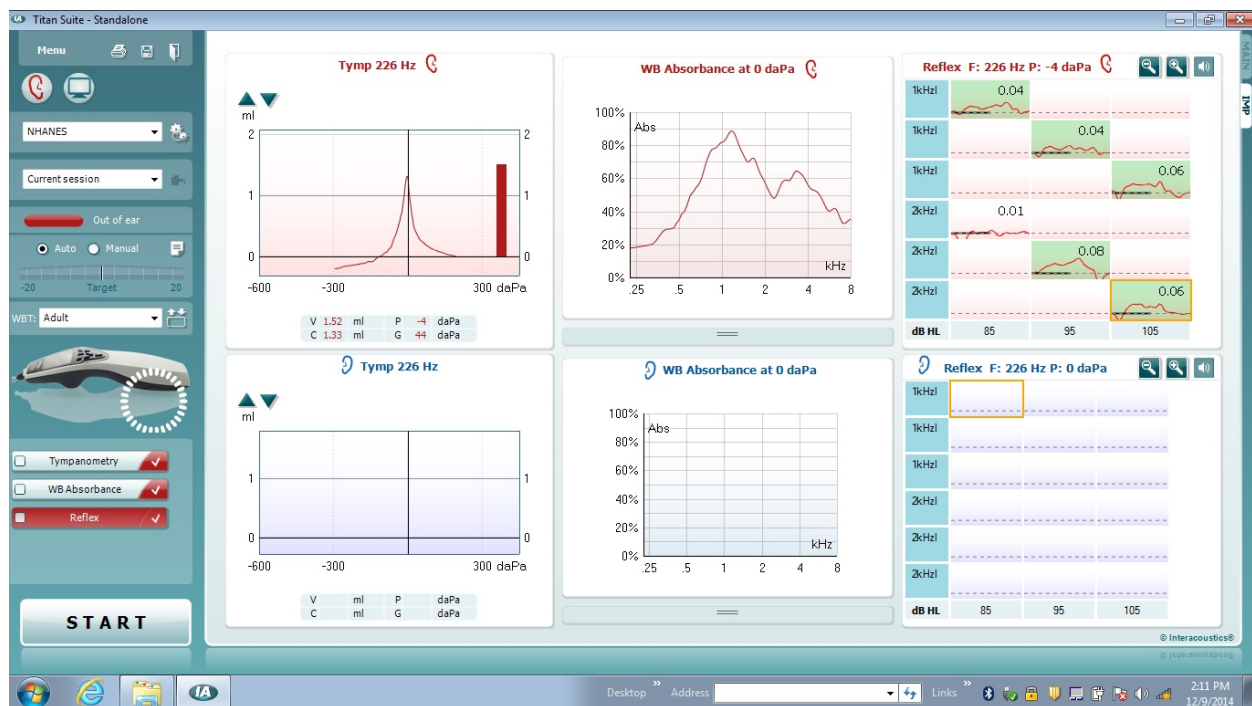 IA Titan Suite - Standalone
Menu
NHANES
Current session
Out of ear
Auto Manual
-20 Target 20
WBT: Adult
Tympanometry
WB Absorbance
Reflex
START
Tymp 226 Hz
ml
2 2
1 1
0 0
-600 -300 300 daPa
V 1.52 ml P -4 daPa
C 1.33 ml G 44 daPa
WB Absorbance at 0 daPa
100% Abs
80%
60%
40%
20%
0% kHz
.25 .5 1 2 4 8
Reflex F: 226 Hz P: -4 daPa
1kHzI 0.04
1kHzI 0.04
1kHzI 0.06
2kHzI 0.01
2kHzI 0.08
2kHzI 0.06
dB HL 85 95 105
MAIN
IMP
Tymp 226 Hz
ml
1 1
0 0
-600 -300 300 daPa
V ml P daPa
C ml G daPa
WB Absorbance at 0 daPa
100% Abs
80%
60%
40%
20%
0% kHz
.25 .5 1 2 4 8
Reflex F: 226 Hz P: 0 daPa
1kHzI
1kHzI
1kHzI
2kHzI
2kHzI
2kHzI
dB HL 85 95 105
© Interacoustics®
IA Desktop » Address Links » 2:11 PM
12/9/2014